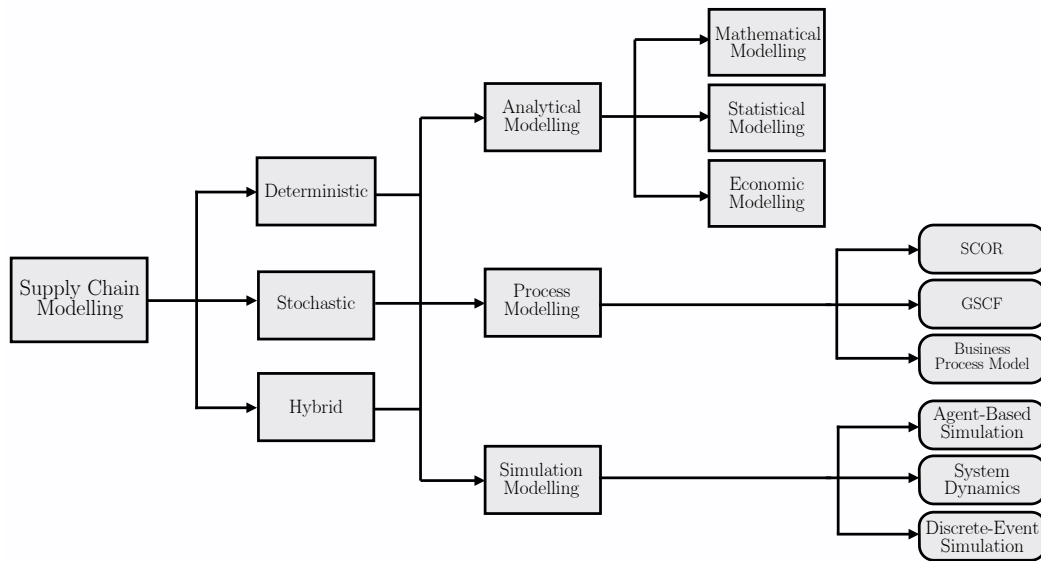 Supply Chain
Modelling
Deterministic
Stochastic
Hybrid
Analytical
Modelling
Process
Modelling
Simulation
Modelling
Mathematical
Modelling
Statistical
Modelling
Economic
Modelling
SCOR
GSCF
Business
Process Model
Agent-Based
Simulation
System
Dynamics
Discrete-Event
Simulation